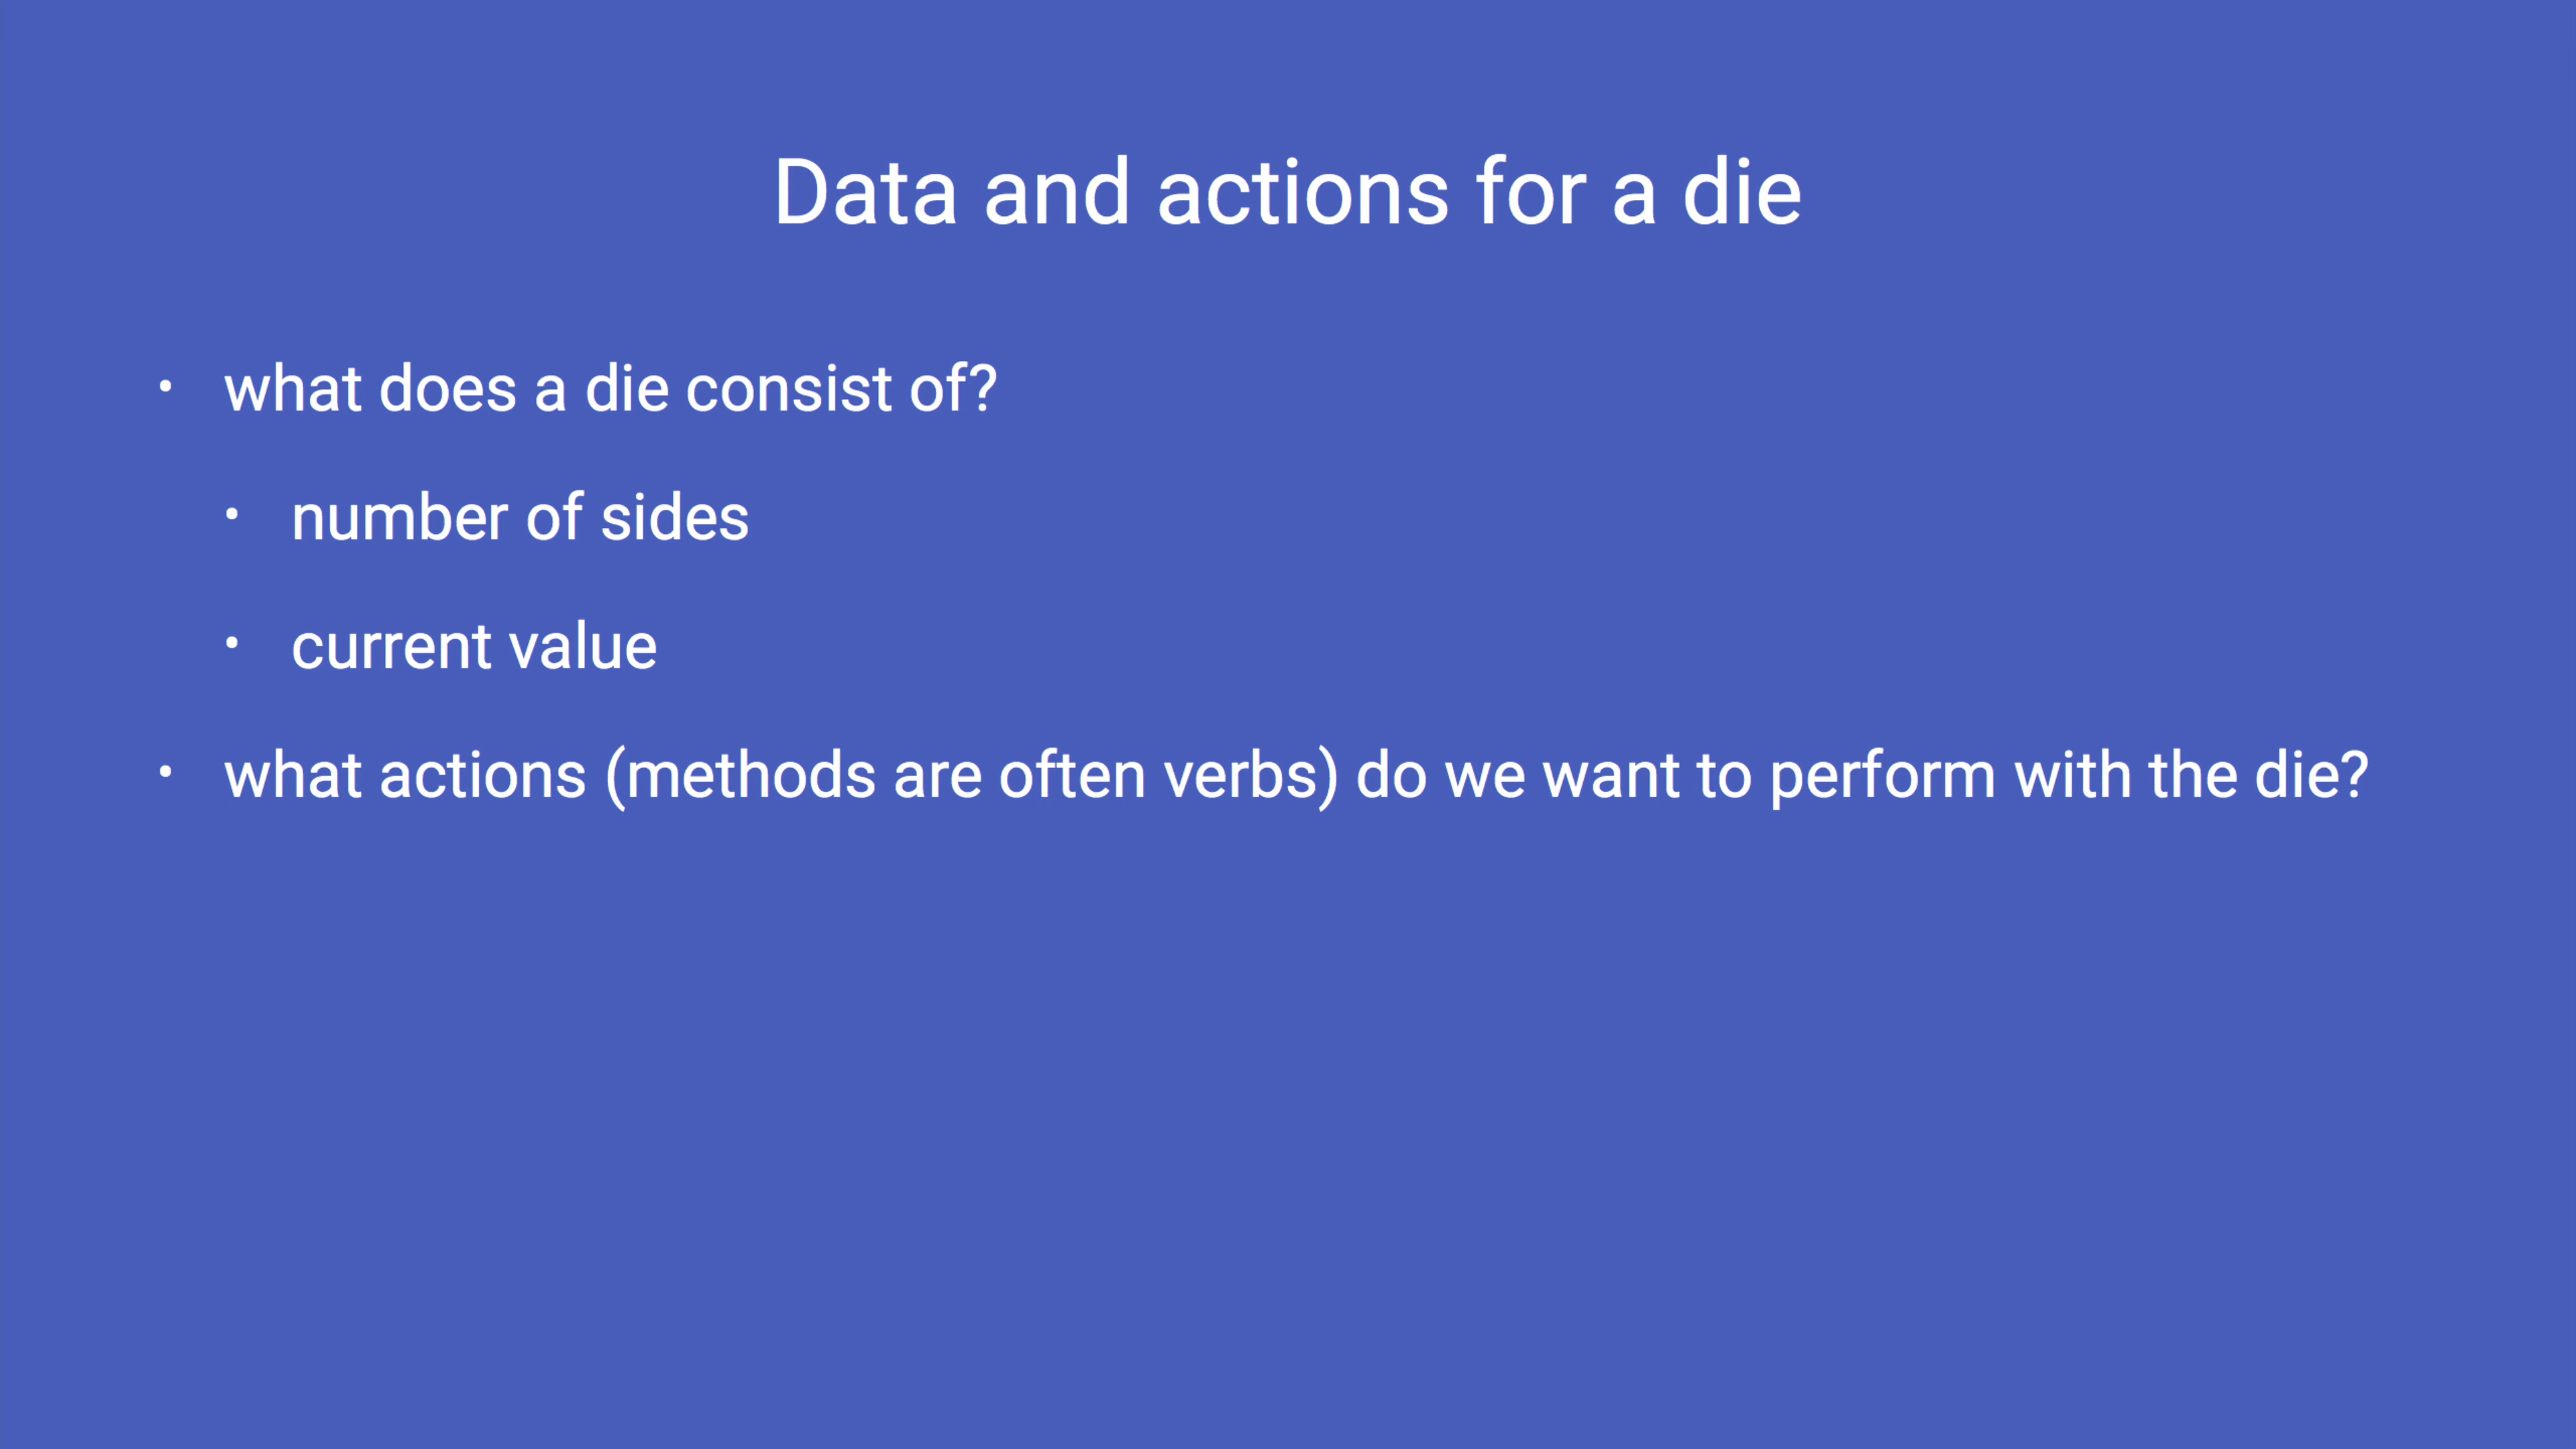 Data and actions for a die
• what does a die consist of?
• number of sides
• current value
• what actions (methods are often verbs) do we want to perform with the die?